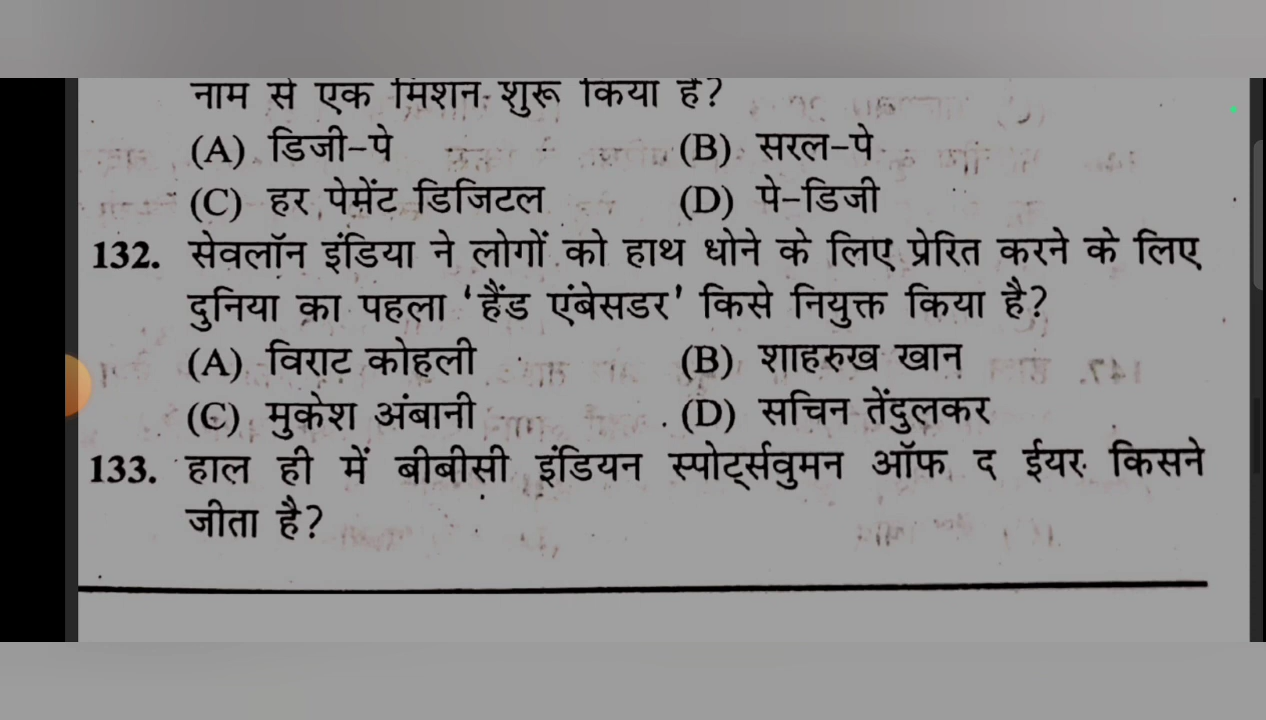 नाम से एक मिशन शुरू किया है?
(A) डिजी-पे (B) सरल-पे
(C) हर पेमेंट डिजिटल (D) पे-डिजी
132. सेवलॉन इंडिया ने लोगों को हाथ धोने के लिए प्रेरित करने के लिए
दुनिया का पहला ‘हैंड एंबेसडर’ किसे नियुक्त किया है?
(A) विराट कोहली (B) शाहरुख खान
(C) मुकेश अंबानी (D) सचिन तेंदुलकर
133. हाल ही में बीबीसी इंडियन स्पोर्ट्सवुमन ऑफ द ईयर किसने
जीता है?